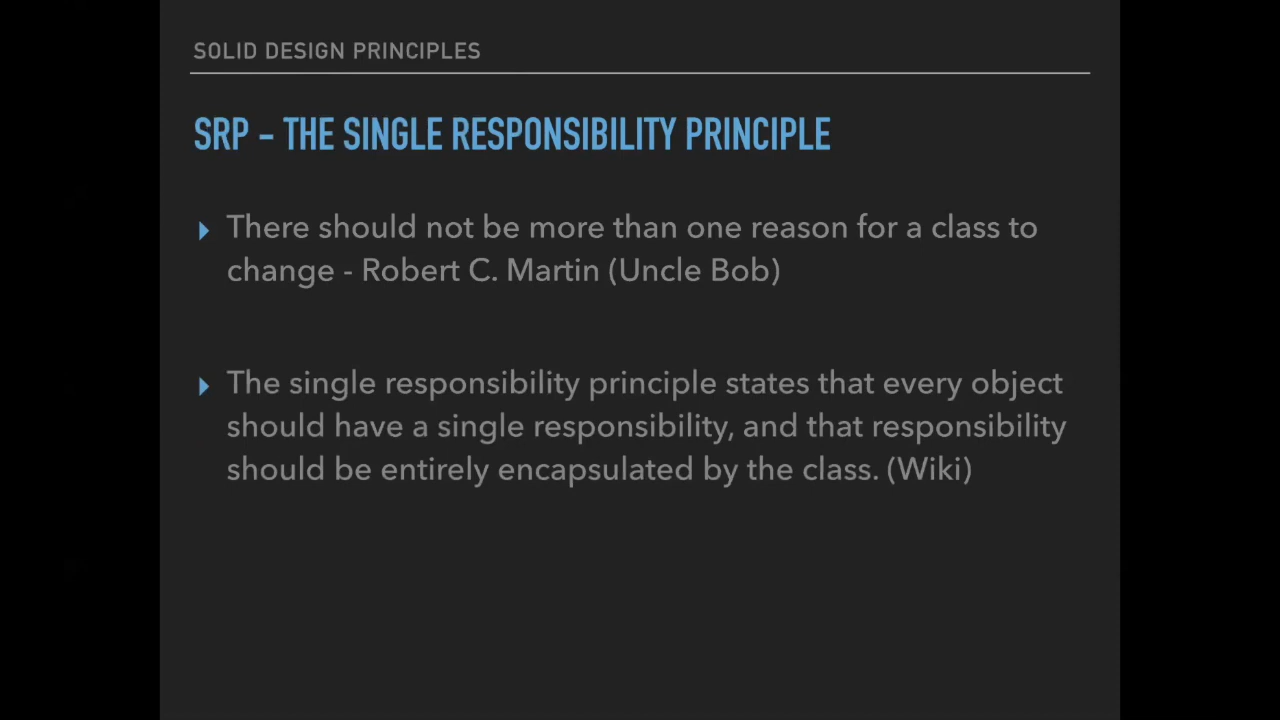 SOLID DESIGN PRINCIPLES
SRP - THE SINGLE RESPONSIBILITY PRINCIPLE
There should not be more than one reason for a class to
change - Robert C. Martin (Uncle Bob)
The single responsibility principle states that every object
should have a single responsibility, and that responsibility
should be entirely encapsulated by the class. (Wiki)